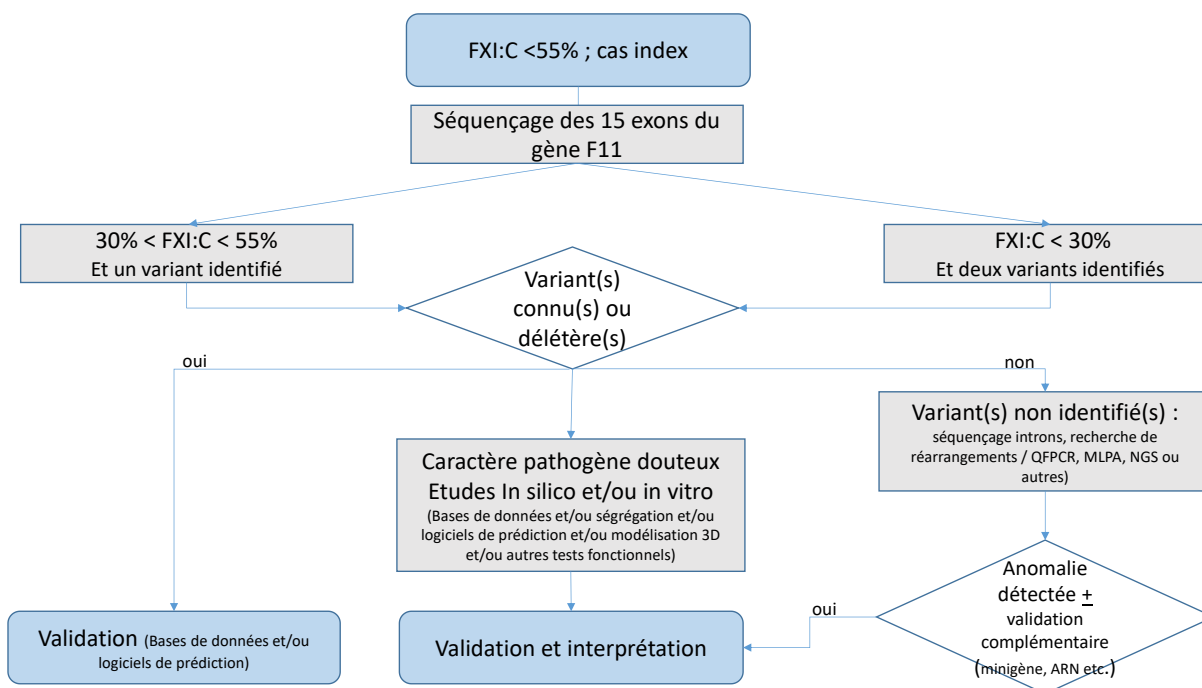 FXI:C <55% ; cas index
Séquençage des 15 exons du
gène F11
30% < FXI:C < 55%
Et un variant identifié
FXI:C < 30%
Et deux variants identifiés
Variant(s)
connu(s) ou
délétère(s)
oui
non
Variant(s) non identifié(s) :
séquençage introns, recherche de
réarrangements / QFPCR, MLPA, NGS ou
autres)
Caractère pathogène douteux
Etudes In silico et/ou in vitro
(Bases de données et/ou ségrégation et/ou
logiciels de prédiction et/ou modélisation 3D
et/ou autres tests fonctionnels)
Anomalie
détectée +
validation
complémentaire
(minigène, ARN etc.)
oui
Validation (Bases de données et/ou
logiciels de prédiction)
Validation et interprétation